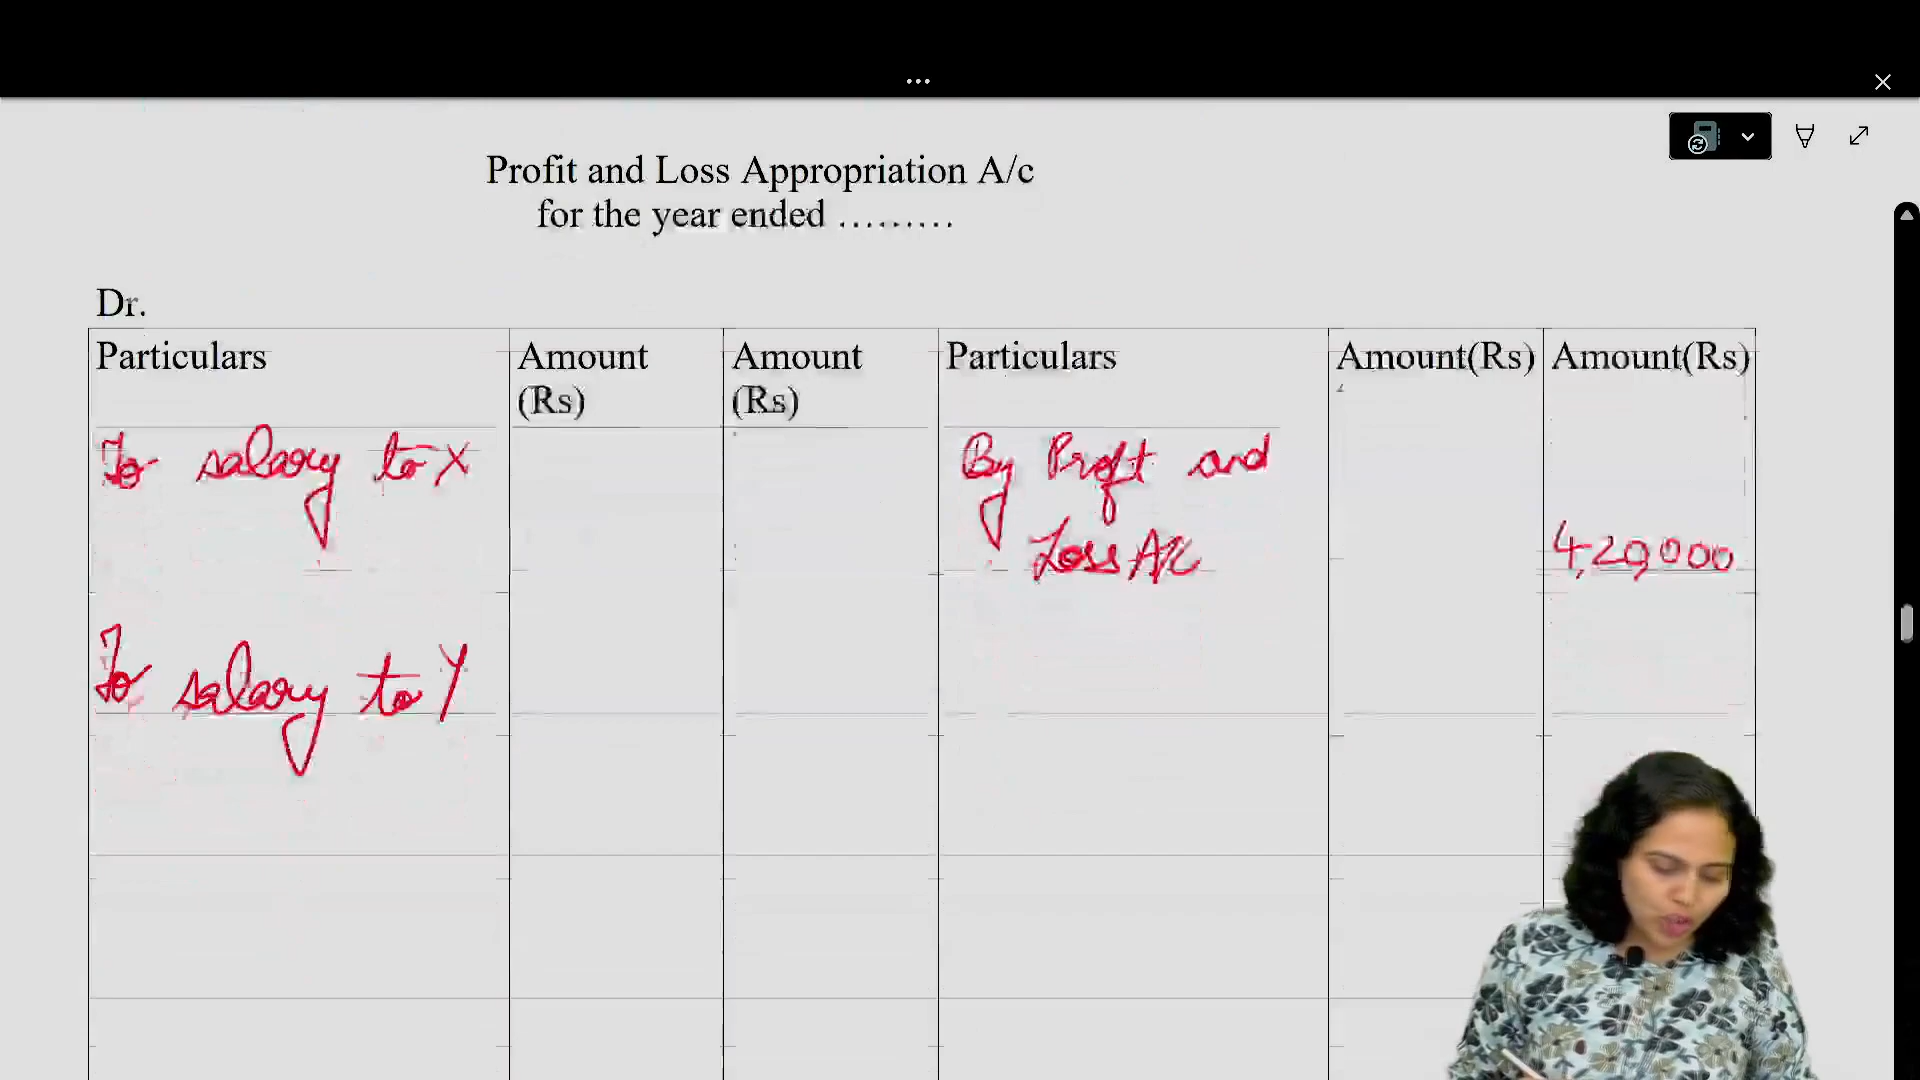 Profit and Loss Appropriation A/c
for the year ended .........
Dr.
Particulars Amount (Rs) Amount (Rs) Particulars Amount(Rs) Amount(Rs)
To salary to X By Profit and
Loss A/c 4,20,000
To salary to Y